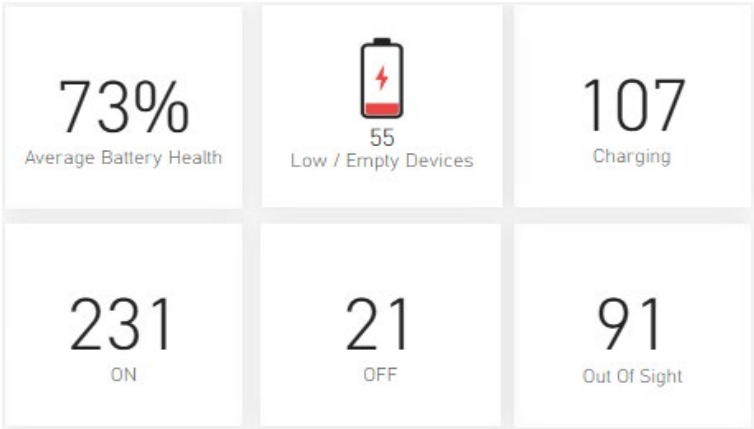 73%
Average Battery Health
55
Low / Empty Devices
107
Charging
231
ON
21
OFF
91
Out Of Sight